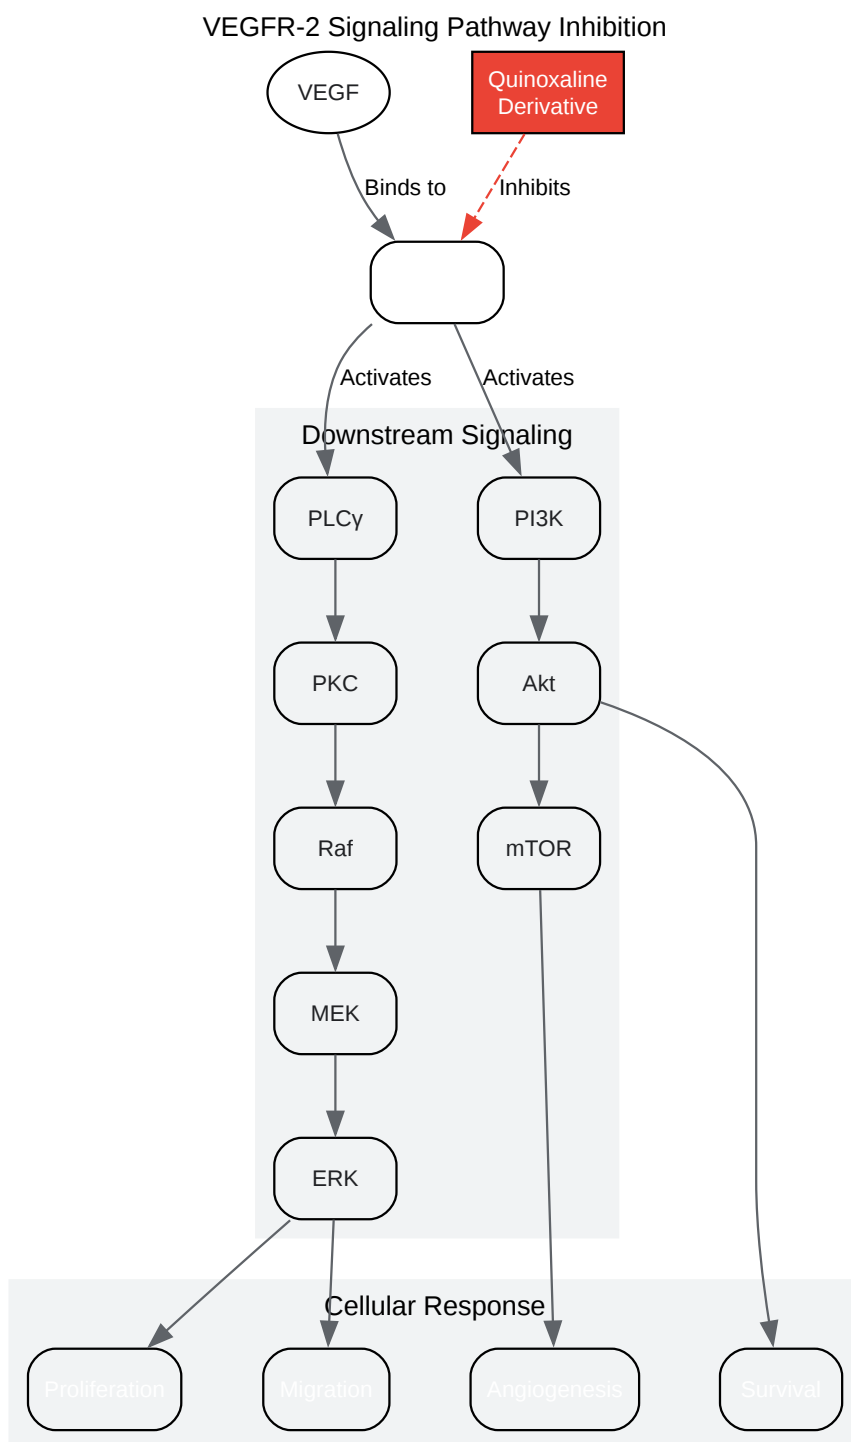 VEGFR-2 Signaling Pathway Inhibition
VEGF
Quinoxaline
Derivative
Binds to
Inhibits
Activates
Activates
Downstream Signaling
PLCγ
PI3K
PKC
Akt
Raf
mTOR
MEK
ERK
Cellular Response
Proliferation
Migration
Angiogenesis
Survival